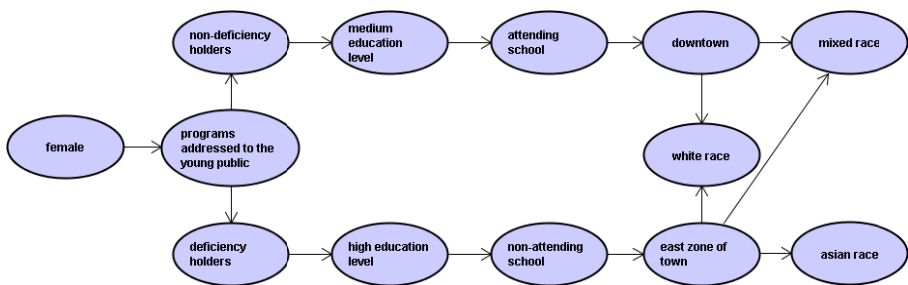 non-deficiency
holders
medium
education
level
attending
school
downtown
mixed race
female
programs
addressed to the
young public
white race
deficiency
holders
high education
level
non-attending
school
east zone of
town
asian race